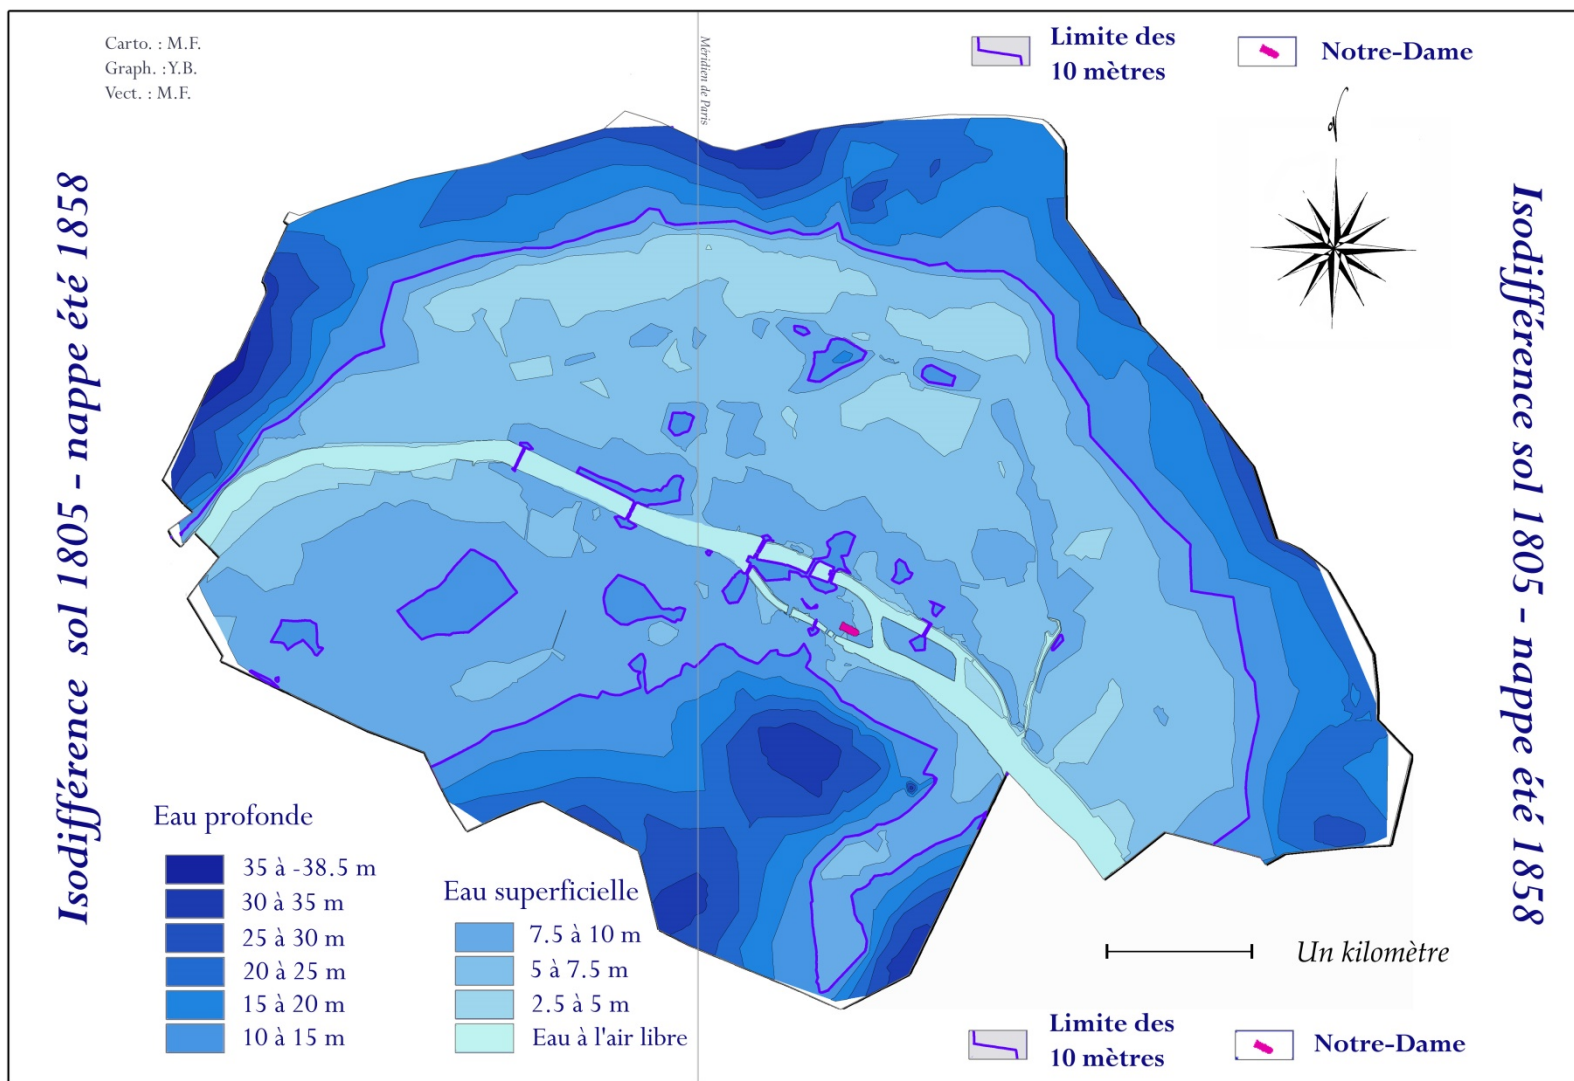 Carto. : M.F.
Graph. :Y.B.
Vect. : M.F.
Méridien de Paris
Limite des
10 mètres
Notre-Dame
Isodifférence sol 1805 - nappe été 1858
Isodifférence sol 1805 - nappe été 1858
Eau profonde
35 à -38.5 m
30 à 35 m
25 à 30 m
20 à 25 m
15 à 20 m
10 à 15 m
Eau superficielle
7.5 à 10 m
5 à 7.5 m
2.5 à 5 m
Eau à l'air libre
Un kilomètre
Limite des
10 mètres
Notre-Dame